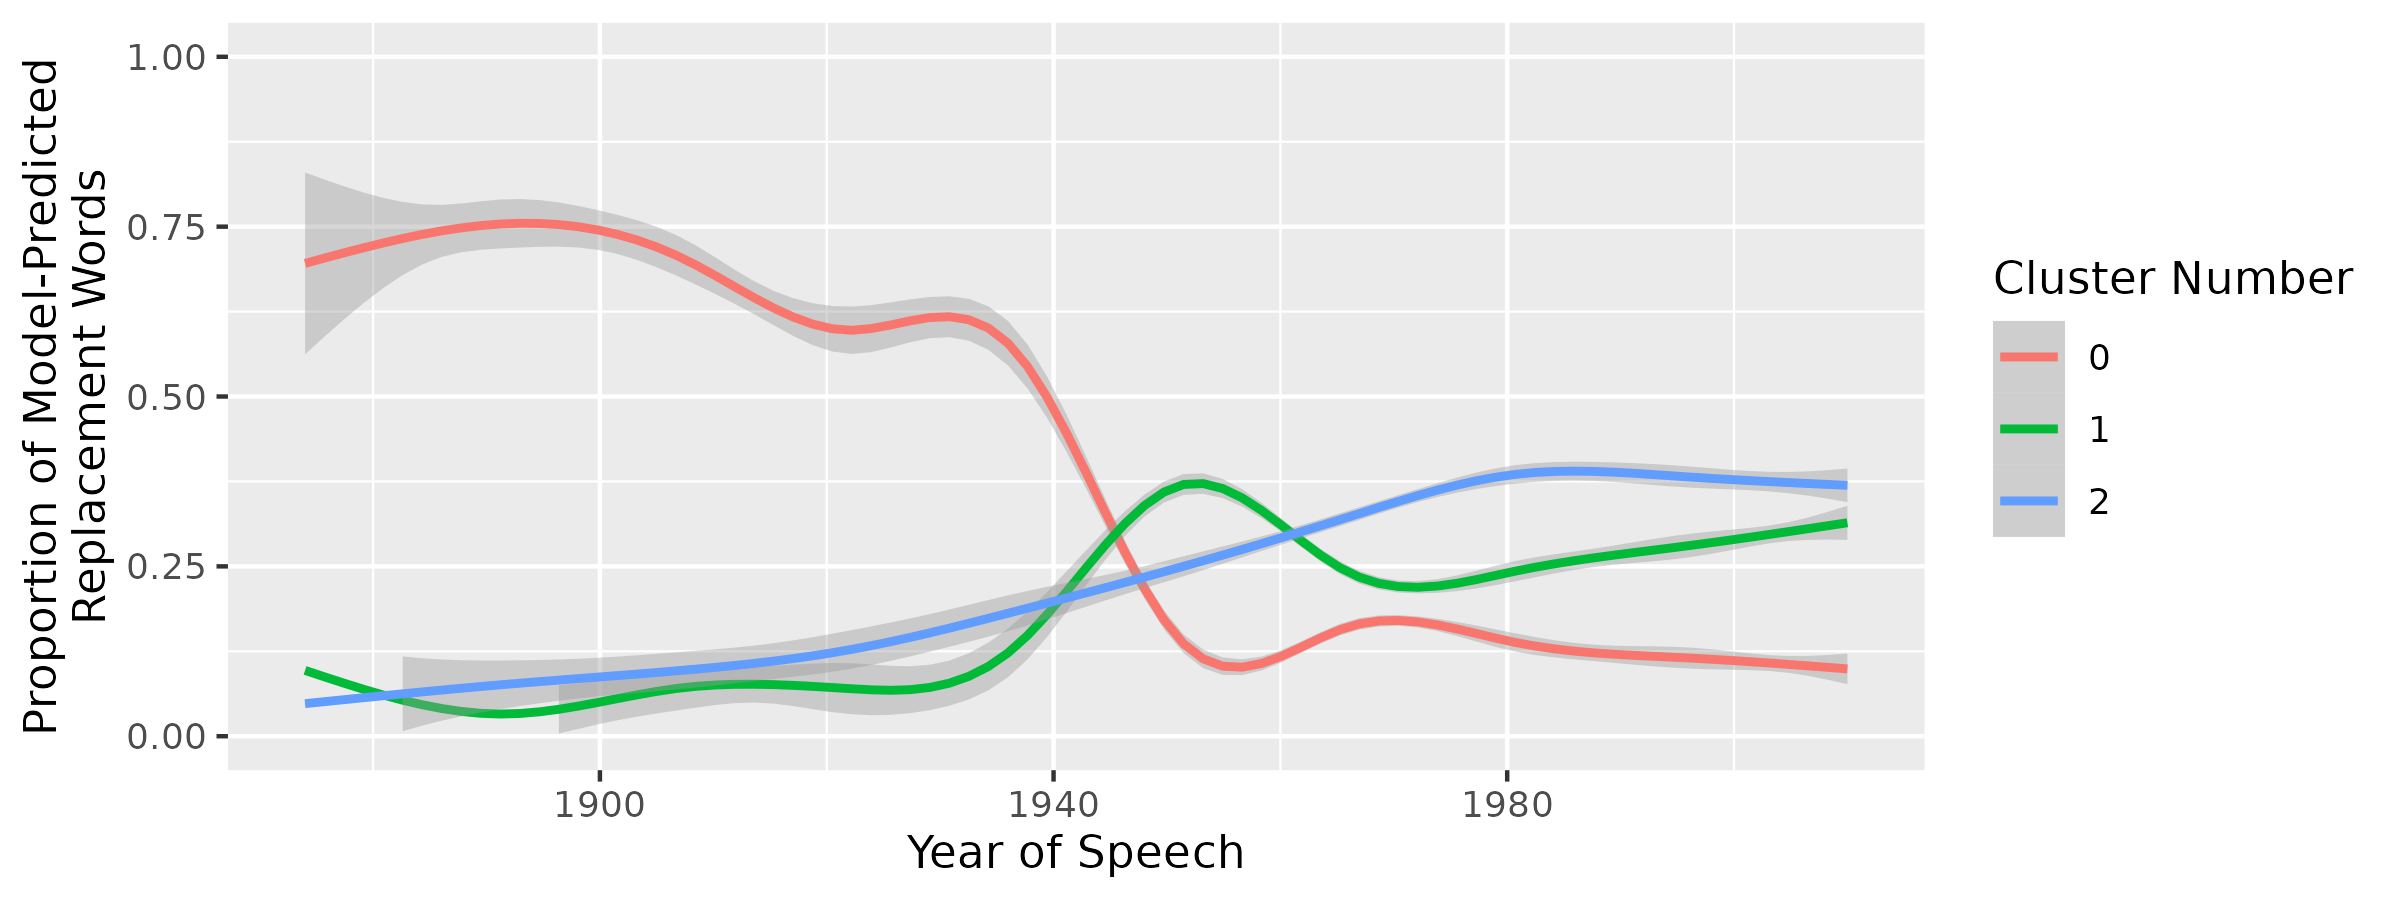 Proportion of Model-Predicted
Replacement Words
1.00
0.75
0.50
0.25
0.00
1900
1940
1980
Year of Speech
Cluster Number
0
1
2